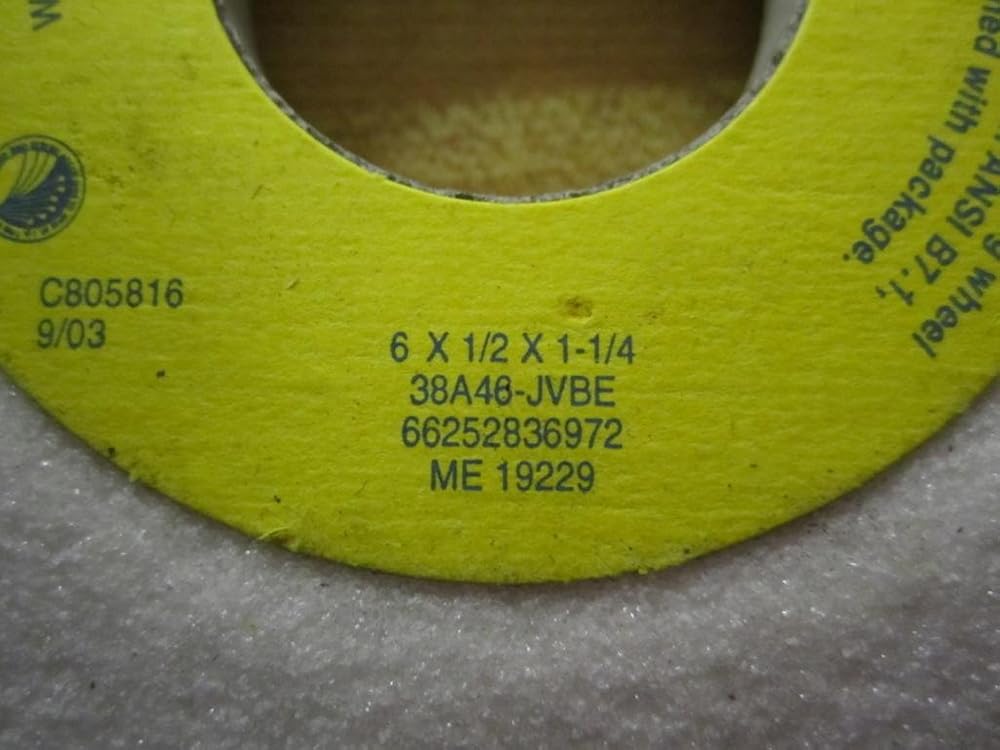 C805816
9/03
6 X 1/2 X 1-1/4
38A46-JVBE
66252836972
ME 19229
wheel
ANSI B7.1,
with package.